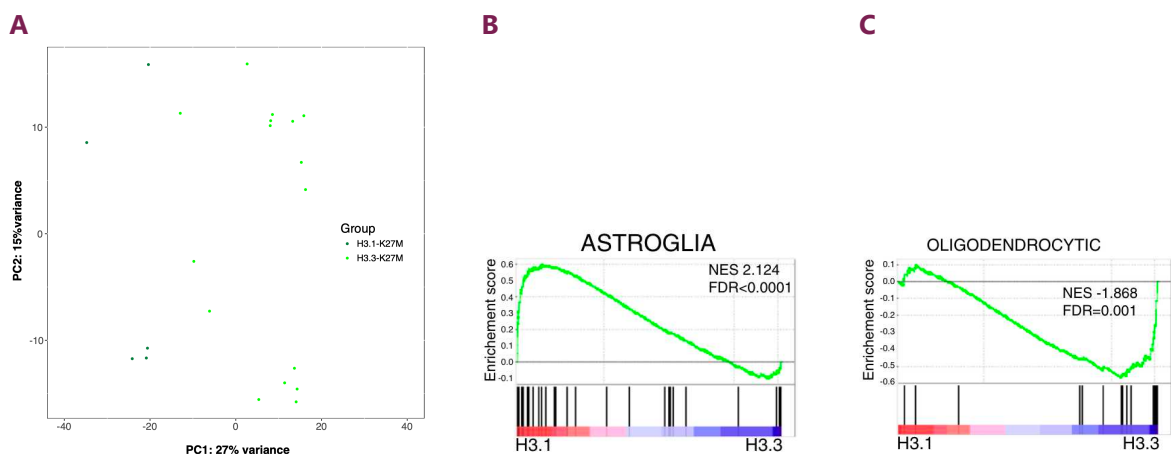 A
B
C
10
0
-10
-40
-20
0
20
40
PC2: 15%variance
PC1: 27% variance
Group
H3.1-K27M
H3.3-K27M
ASTROGLIA
NES 2.124
FDR<0.0001
Enrichement score
0.6
0.5
0.4
0.3
0.2
0.1
0.0
-0.1
H3.1
H3.3
OLIGODENDROCYTIC
NES -1.868
FDR=0.001
Enrichement score
0.1
0.0
-0.1
-0.2
-0.3
-0.4
-0.5
-0.6
H3.1
H3.3